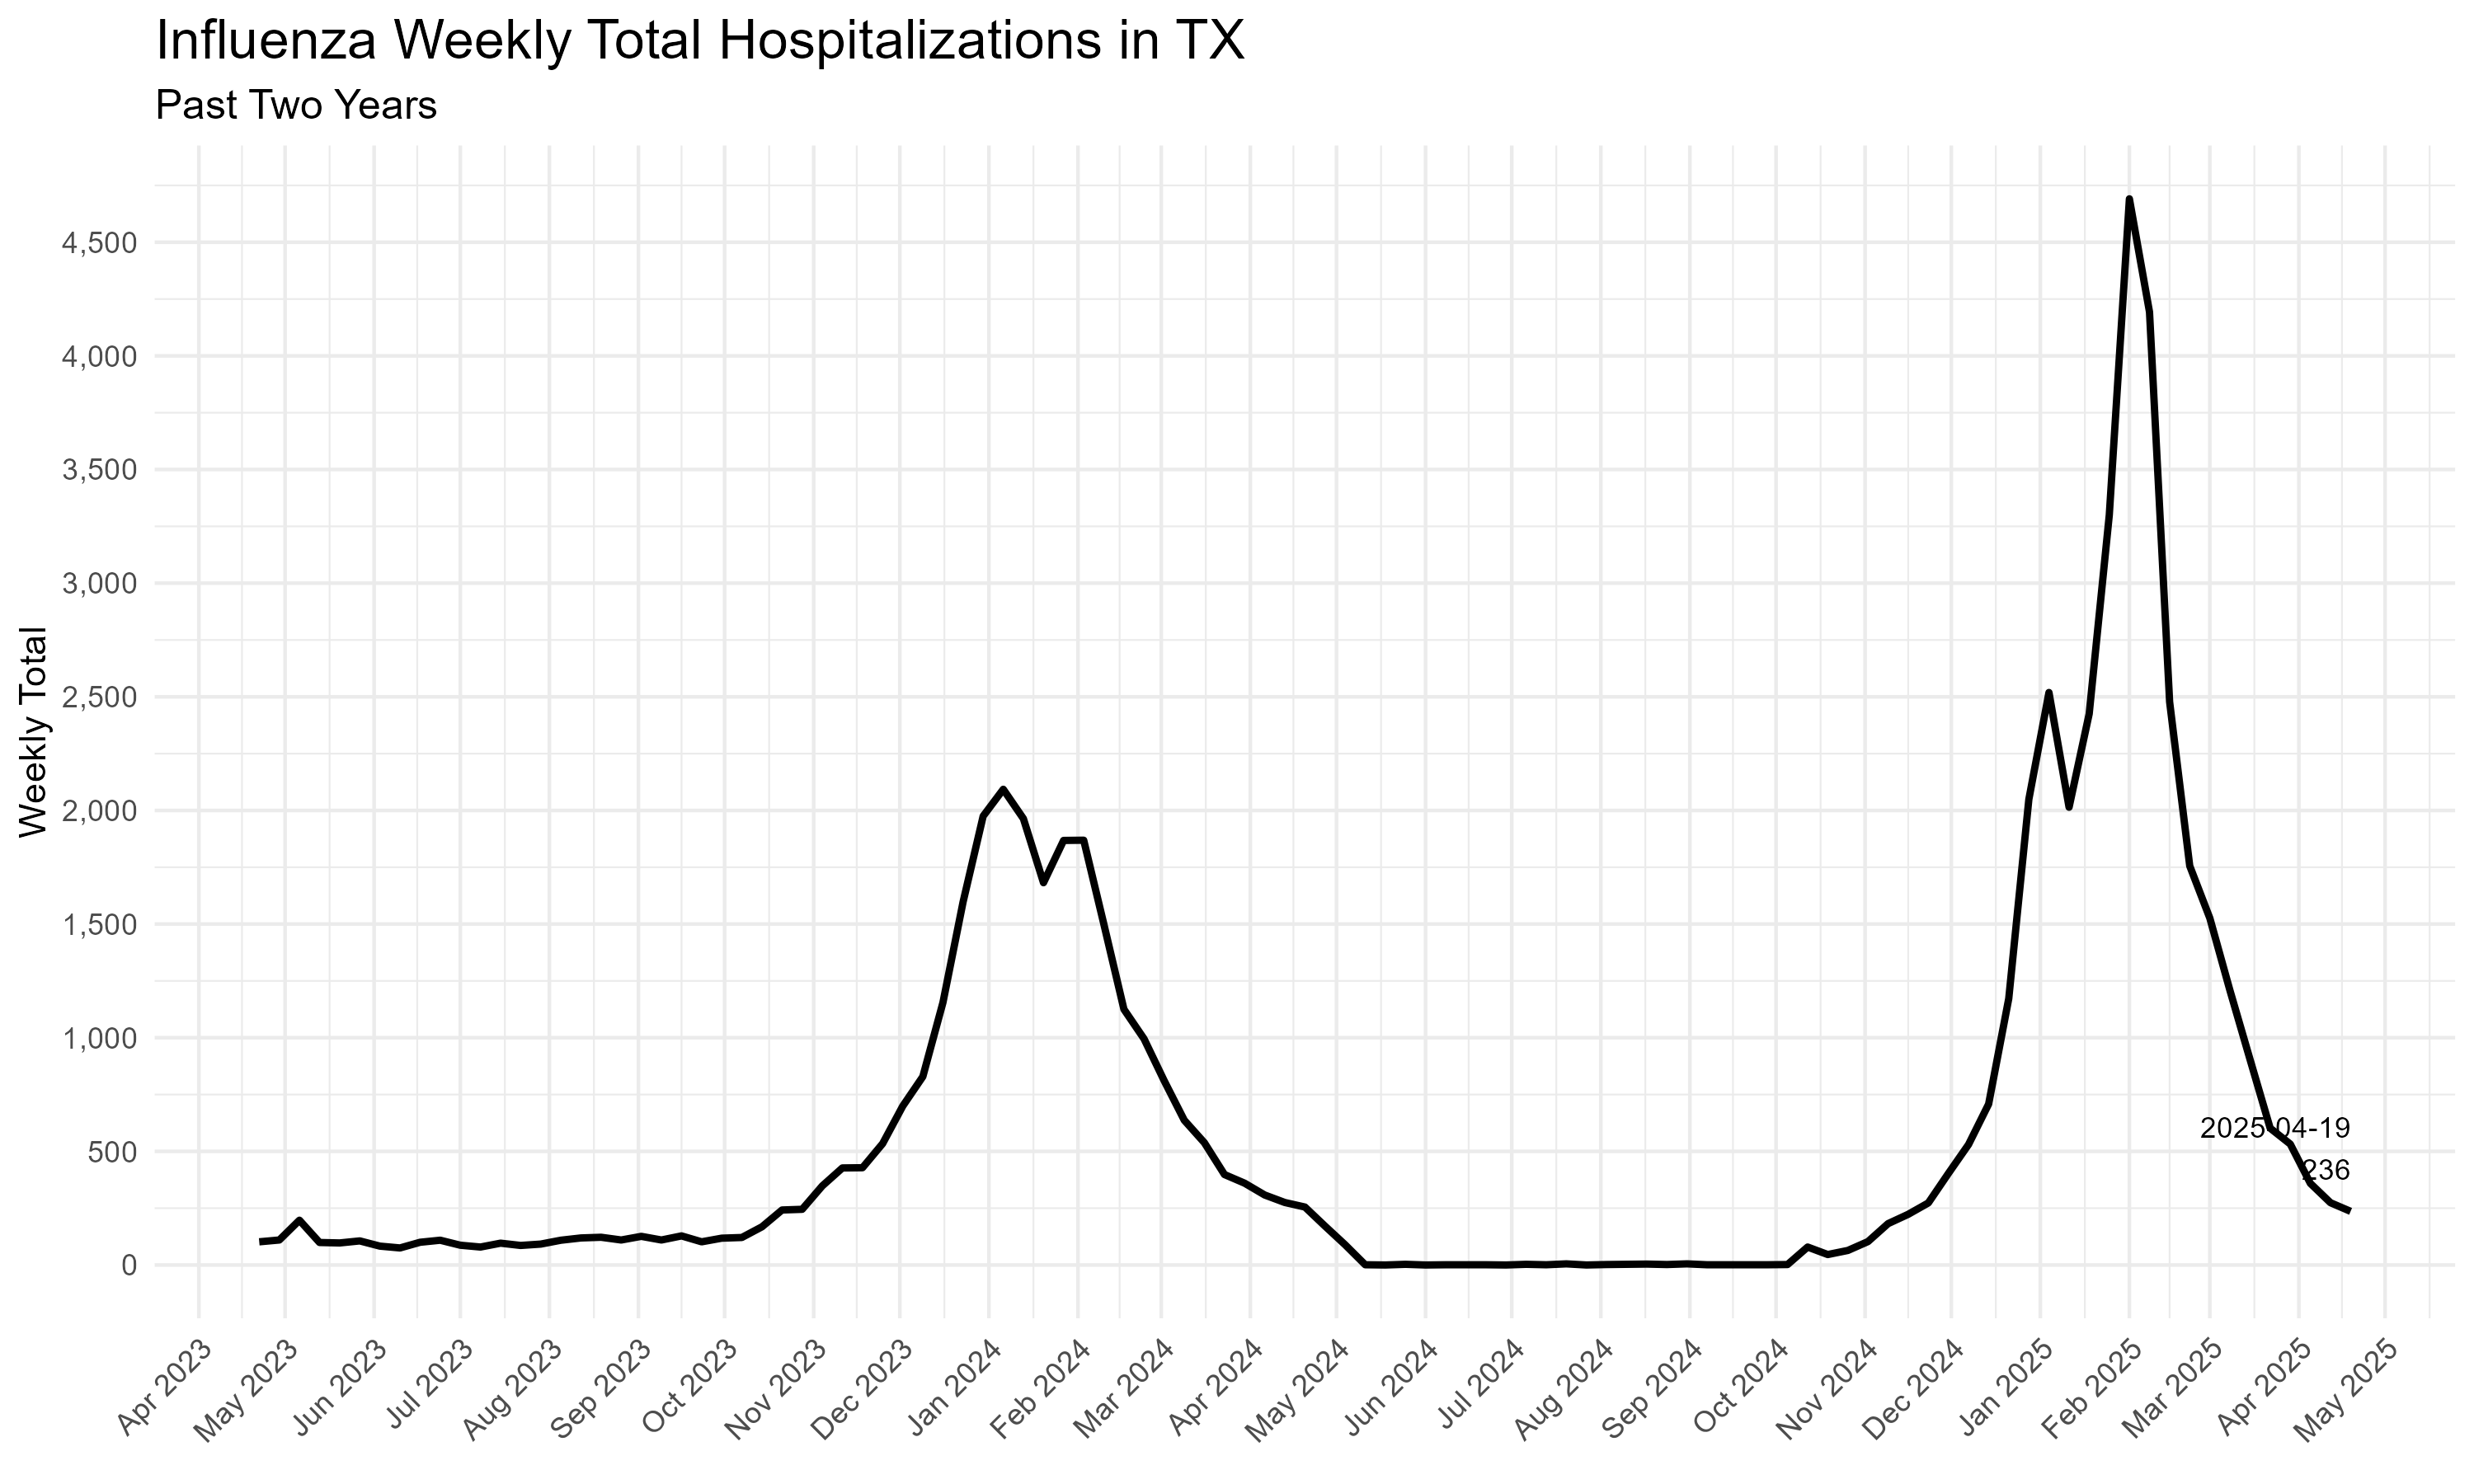 Influenza Weekly Total Hospitalizations in TX
Past Two Years
Weekly Total
4,500
4,000
3,500
3,000
2,500
2,000
1,500
1,000
500
0
2025-04-19
236
Apr 2023
May 2023
Jun 2023
Jul 2023
Aug 2023
Sep 2023
Oct 2023
Nov 2023
Dec 2023
Jan 2024
Feb 2024
Mar 2024
Apr 2024
May 2024
Jun 2024
Jul 2024
Aug 2024
Sep 2024
Oct 2024
Nov 2024
Dec 2024
Jan 2025
Feb 2025
Mar 2025
Apr 2025
May 2025